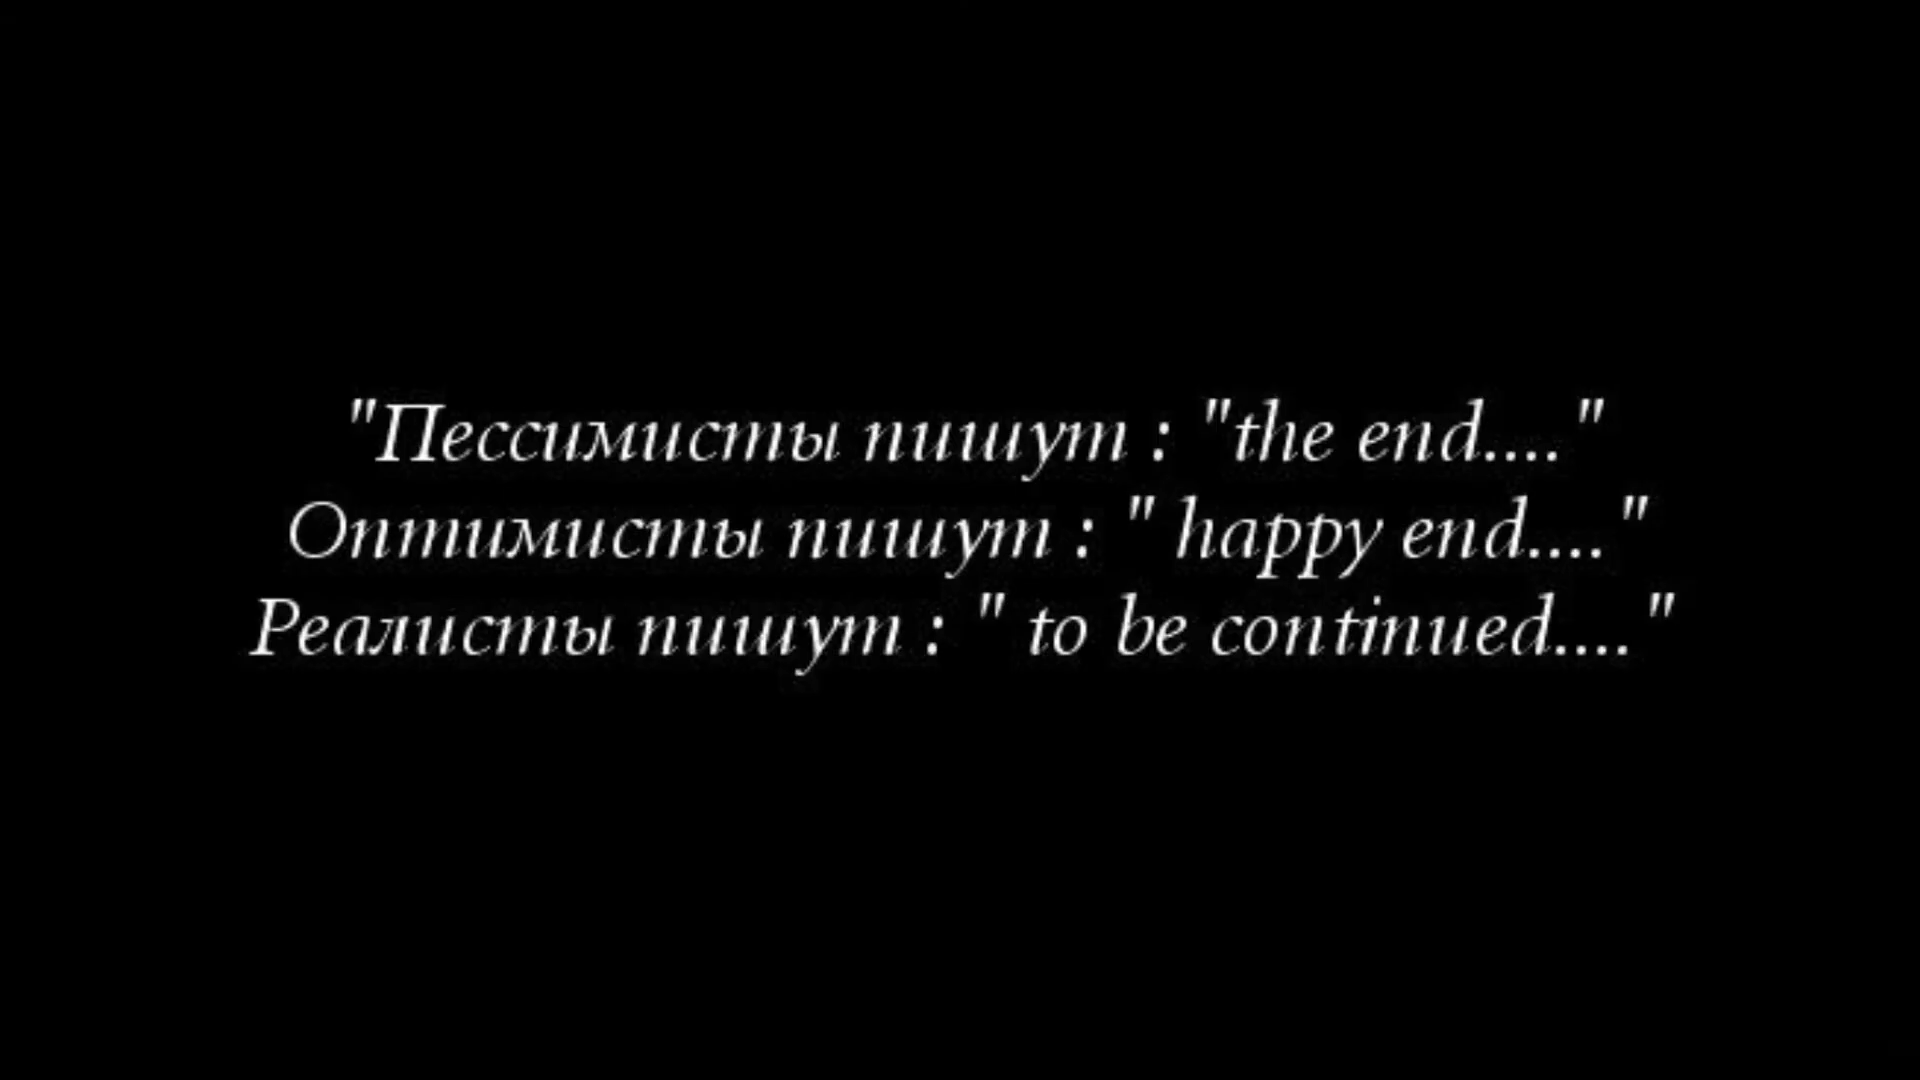 "Пессимисты пишут : "the end...."
Оптимисты пишут : " happy end...."
Реалисты пишут : " to be continued...."